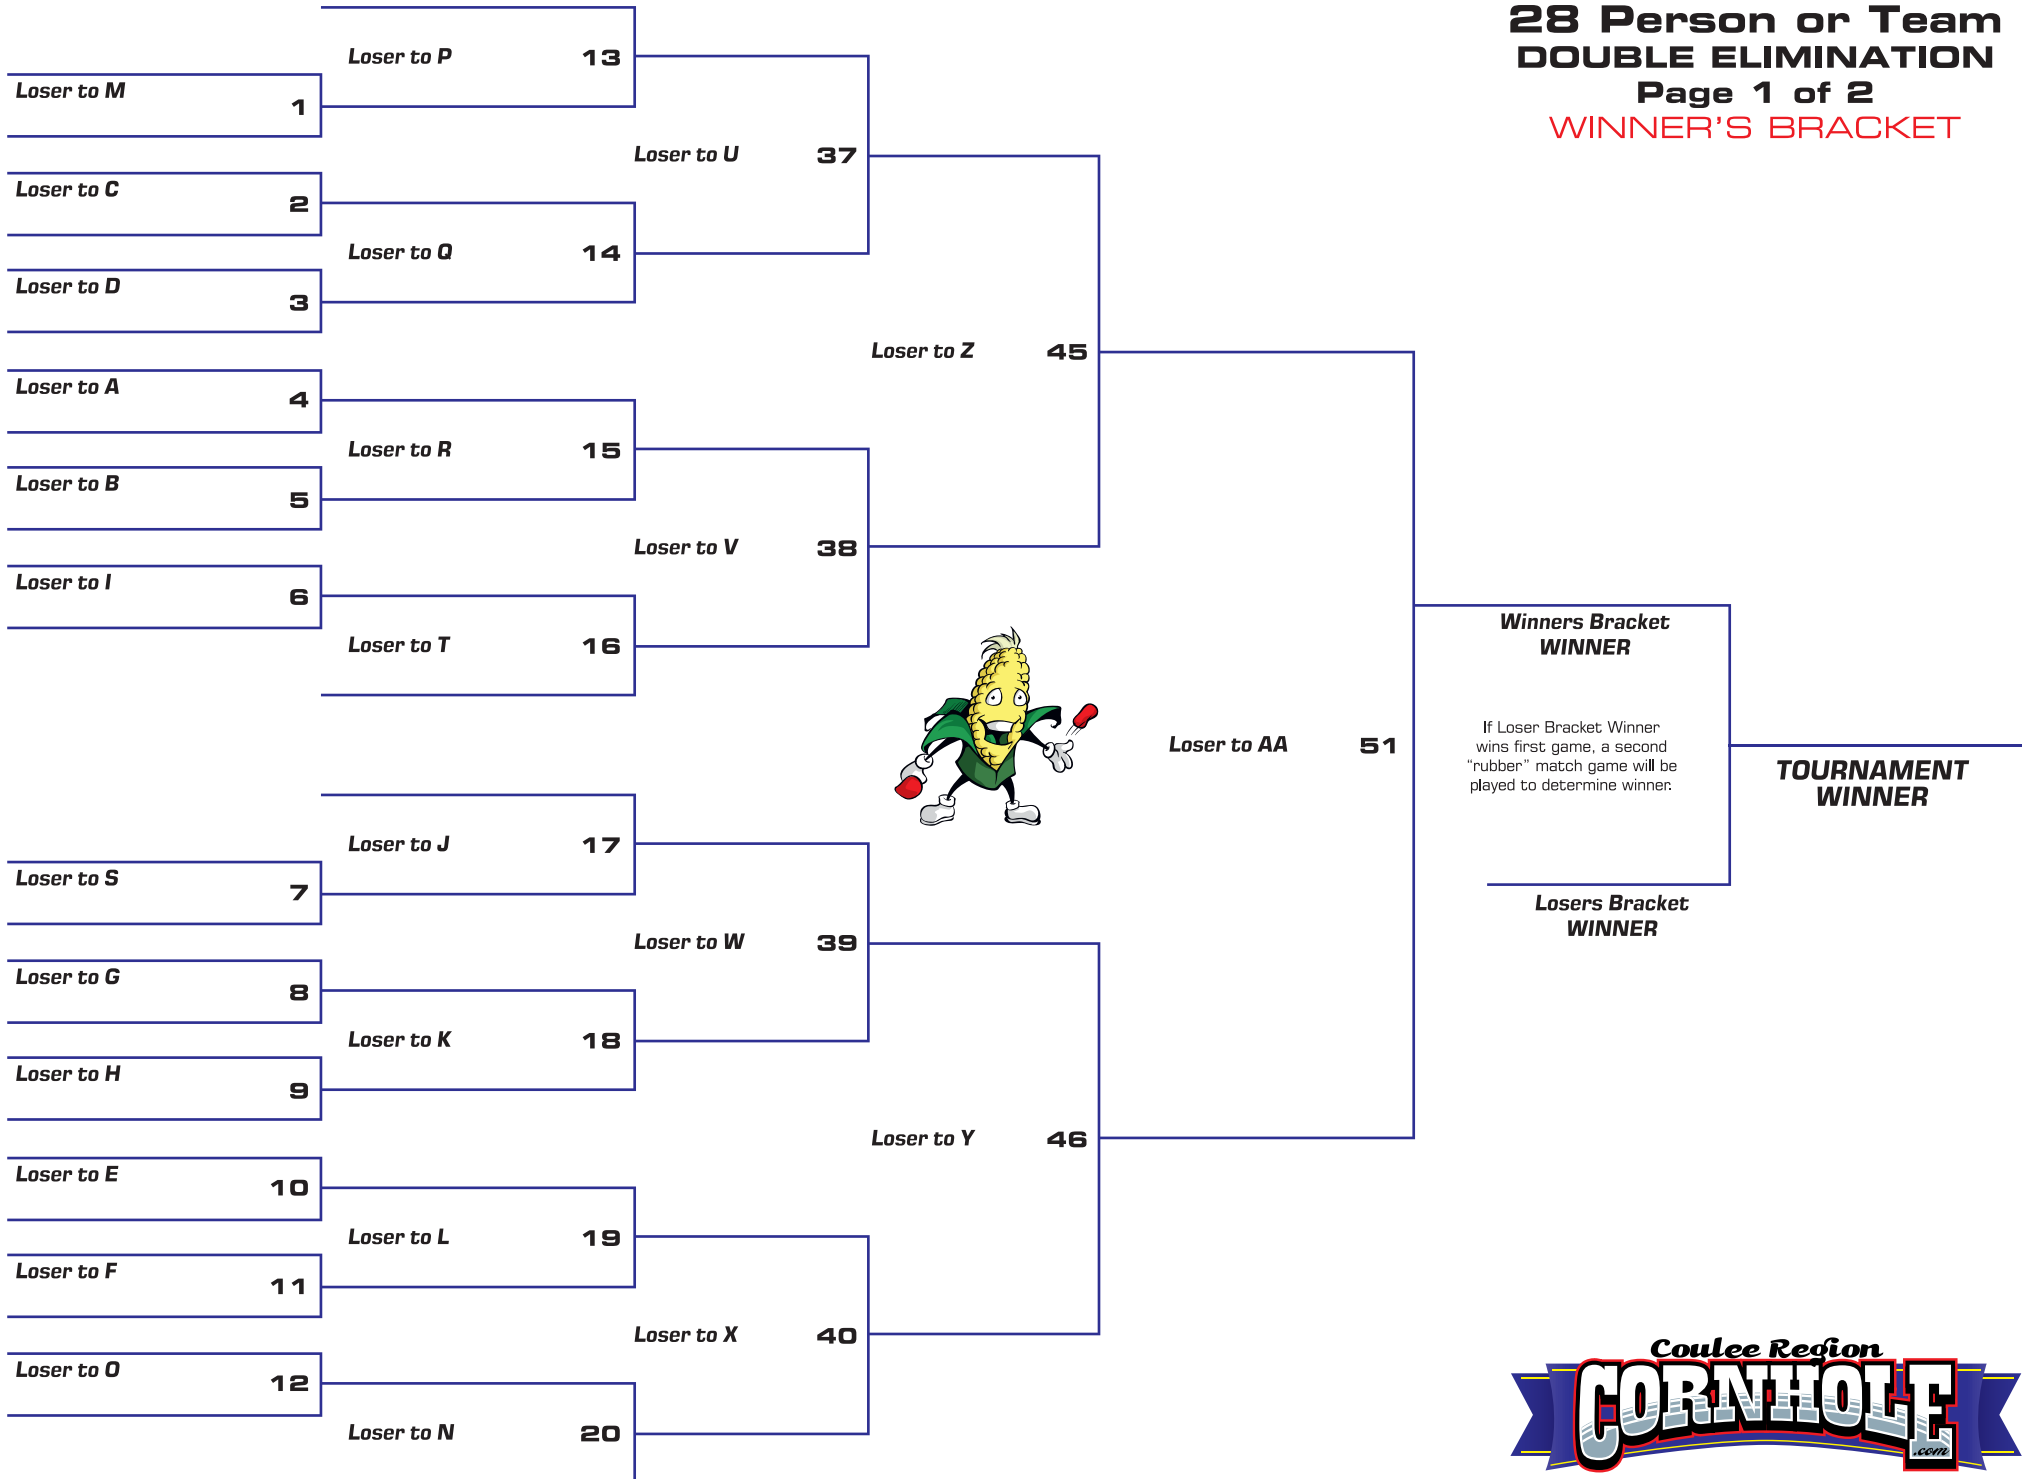 28 Person or Team
DOUBLE ELIMINATION
Page 1 of 2
WINNER'S BRACKET
Loser to P 13
Loser to M 1
Loser to U 37
Loser to C 2
Loser to Q 14
Loser to D 3
Loser to Z 45
Loser to A 4
Loser to R 15
Loser to B 5
Loser to V 38
Loser to I 6
Loser to T 16
Winners Bracket
WINNER
If Loser Bracket Winner
wins first game, a second
“rubber” match game will be
played to determine winner.
Loser to AA 51
TOURNAMENT
WINNER
Loser to J 17
Loser to S 7
Losers Bracket
WINNER
Loser to W 39
Loser to G 8
Loser to K 18
Loser to H 9
Loser to Y 46
Loser to E 10
Loser to L 19
Loser to F 11
Loser to X 40
Loser to O 12
Loser to N 20
Coulee Region
CORNHOLE
.com